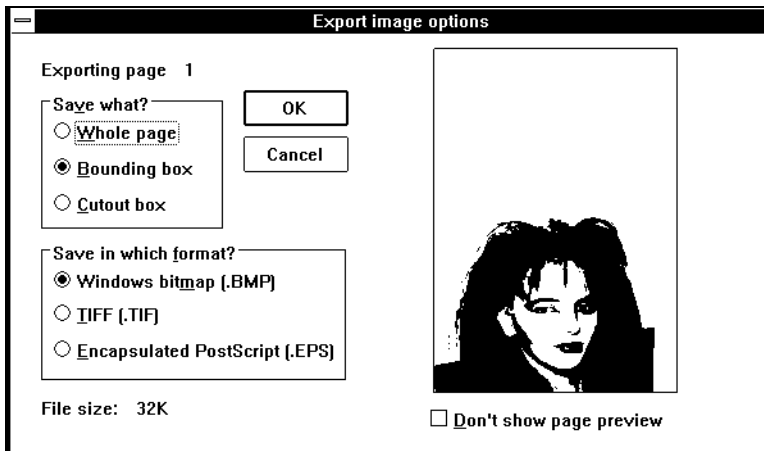 Export image options
Exporting page 1
Save what?
Whole page
Bounding box
Cutout box
OK
Cancel
Save in which format?
Windows bitmap (.BMP)
TIFF (.TIF)
Encapsulated PostScript (.EPS)
File size: 32K
Don't show page preview